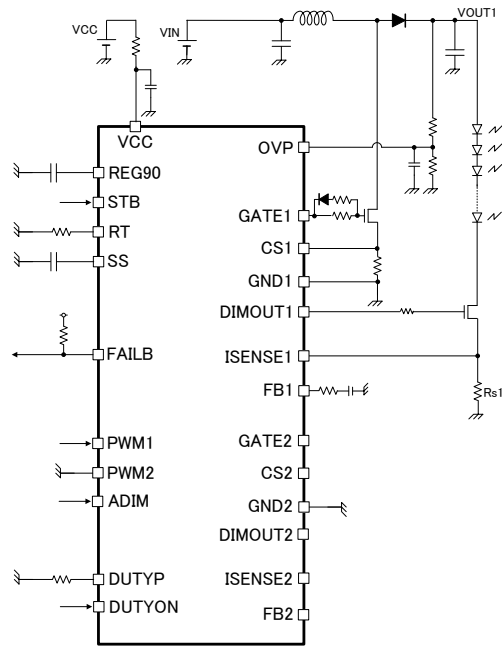 VCC
VIN
VOUT1
VCC
REG90
STB
RT
SS
FAILB
PWM1
PWM2
ADIM
DUTYP
DUTYON
OVP
GATE1
CS1
GND1
DIMOUT1
ISENSE1
FB1
GATE2
CS2
GND2
DIMOUT2
ISENSE2
FB2
Rs1